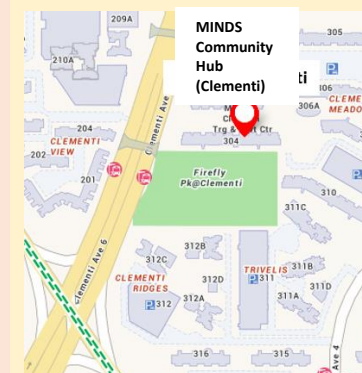 MINDS
Community
Hub
(Clementi)
209A
305
210A
ti
306
306A
CLEME
MEADO
Clementi Ave
Trg &
Ctr
304
204
CLEMENTI
VIEW
202
201
Firefly
Pk@Clementi
310
311C
Clementi Ave 6
312B
312C
CLEMENTI
RIDGES
312D
P 312
312A
TRIVELIS
P 311
311B
311D
311A
316
315
Ave 4
P